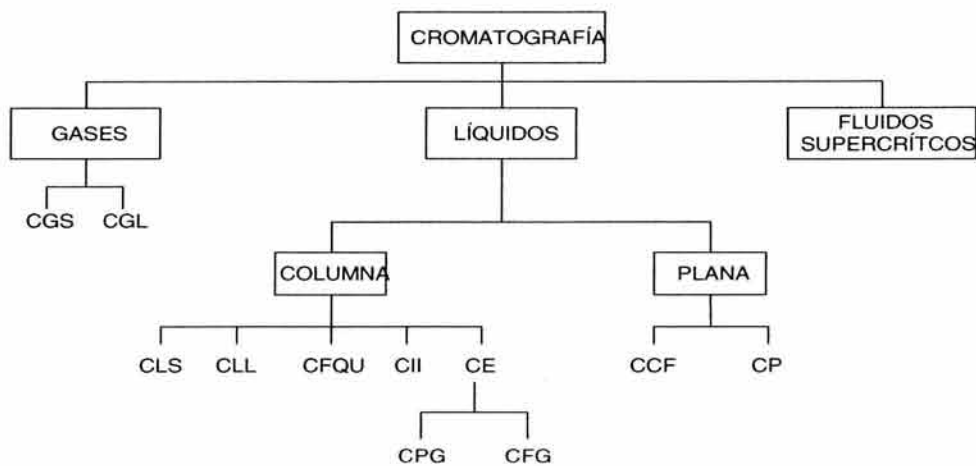 CROMATOGRAFÍA
GASES
LÍQUIDOS
FLUIDOS
SUPERCRÍTCOS
CGS CGL
COLUMNA
PLANA
CLS CLL CFQU CII CE
CCF CP
CPG CFG